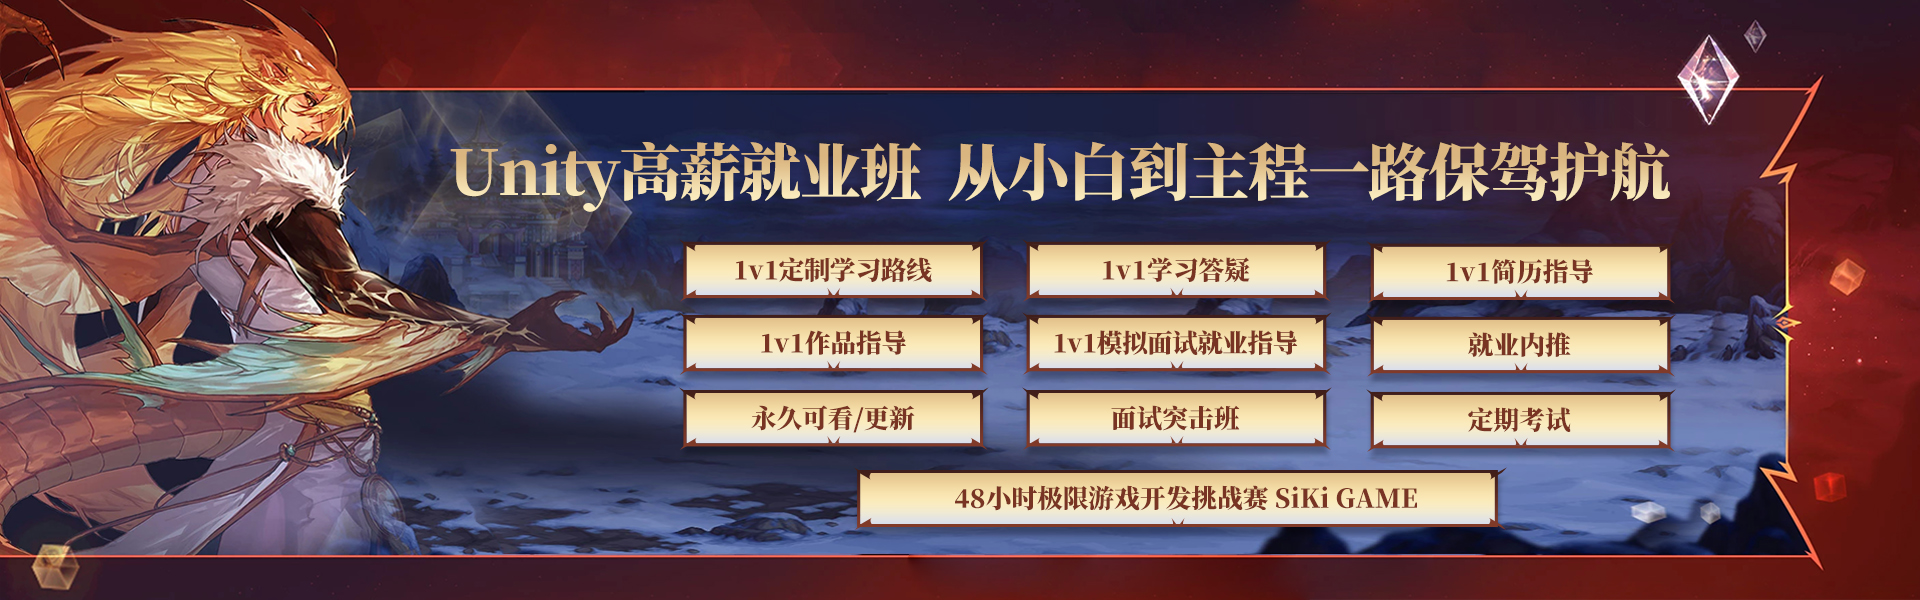 Unity高薪就业班 从小白到主程一路保驾护航
1v1定制学习路线
1v1学习答疑
1v1简历指导
1v1作品指导
1v1模拟面试就业指导
就业内推
永久可看/更新
面试突击班
定期考试
48小时极限游戏开发挑战赛 SiKi GAME